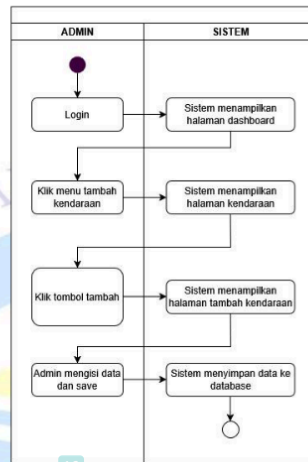 ADMIN
SISTEM
Login
Sistem menampilkan
halaman dashboard
Klik menu tambah
kendaraan
Sistem menampilkan
halaman kendaraan
Klik tombol tambah
Sistem menampilkan
halaman tambah kendaraan
Admin mengisi data
dan save
Sistem menyimpan data ke
database